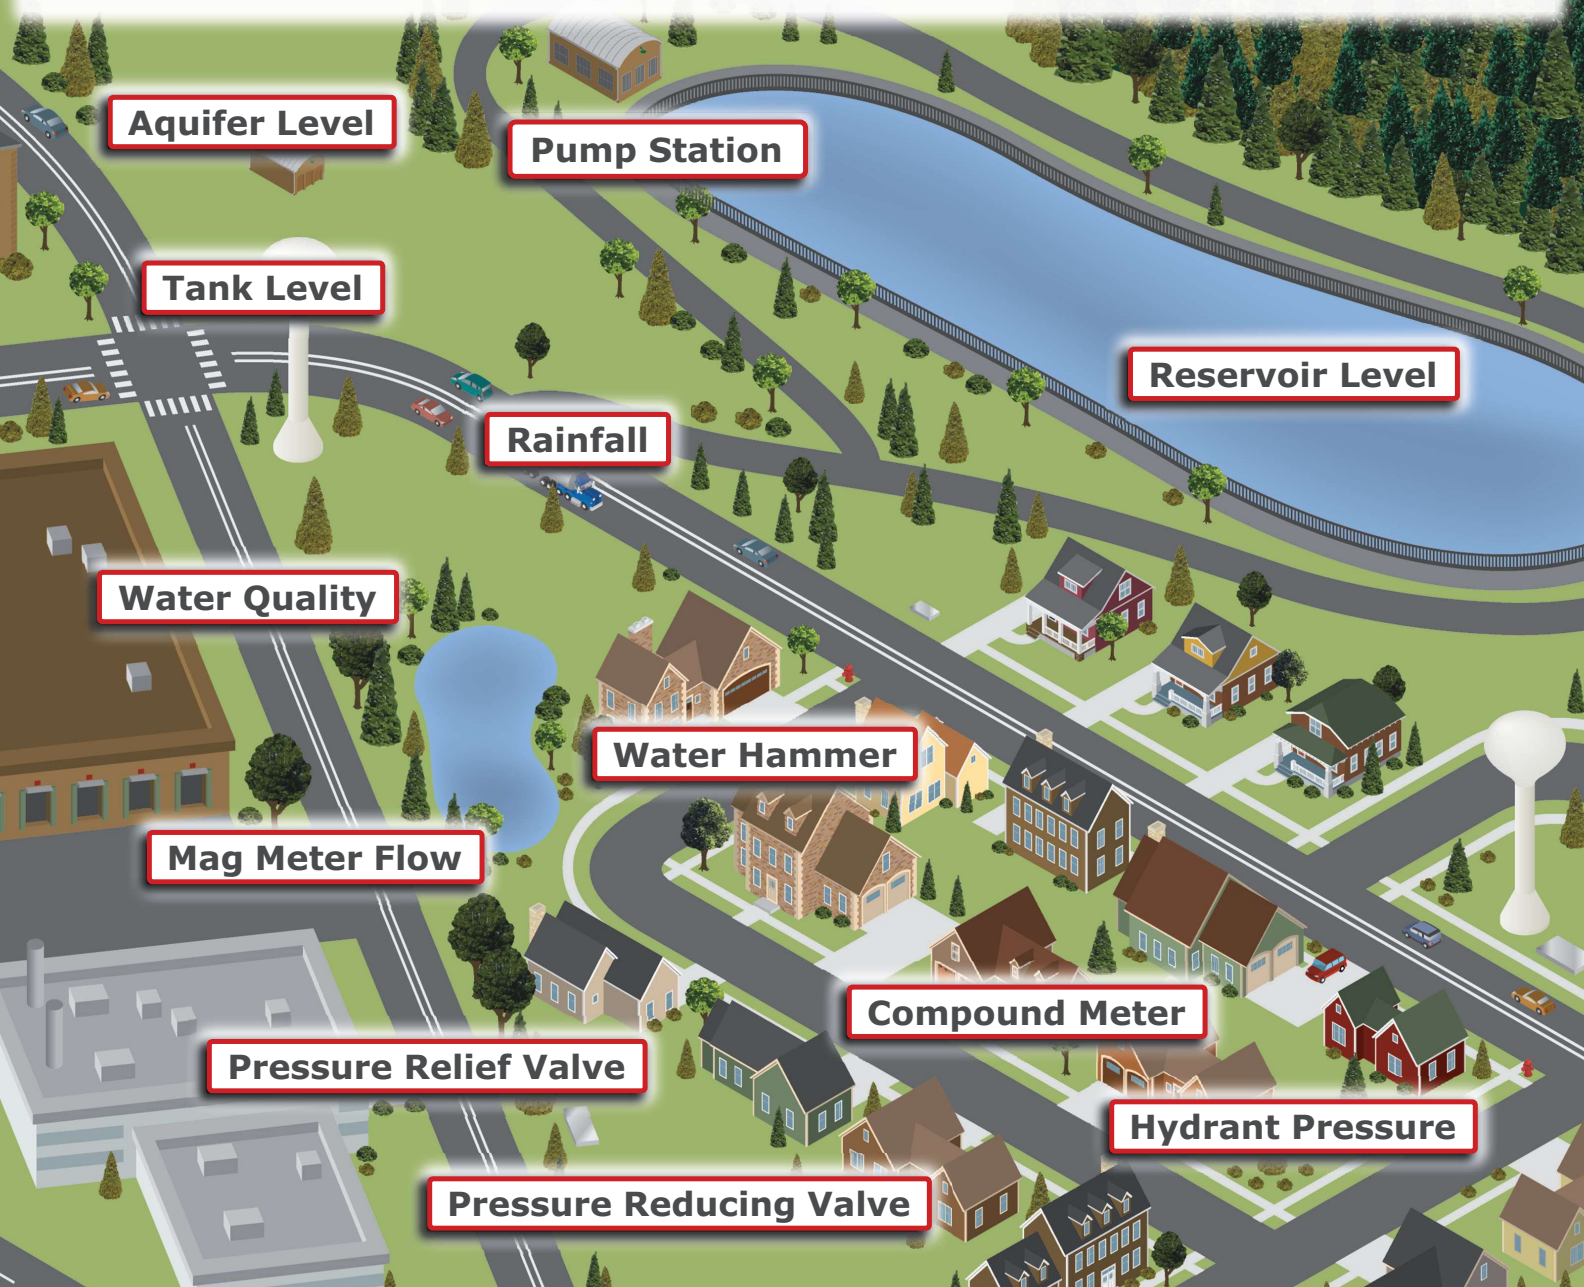 Aquifer Level
Pump Station
Tank Level
Reservoir Level
Rainfall
Water Quality
Water Hammer
Mag Meter Flow
Compound Meter
Pressure Relief Valve
Hydrant Pressure
Pressure Reducing Valve